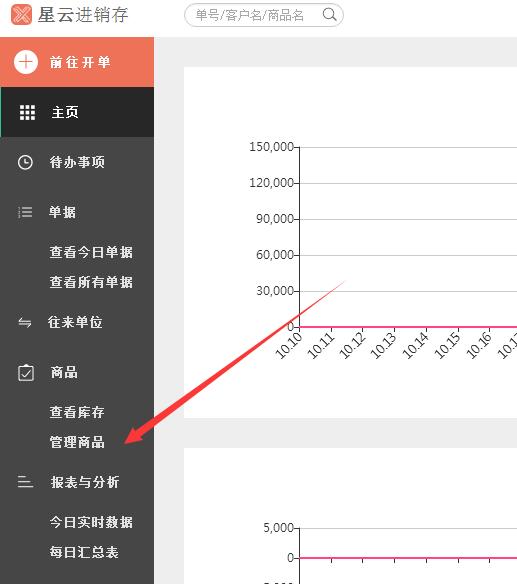 星云进销存
单号/客户名/商品名
前往开单
主页
待办事项
单据
查看今日单据
查看所有单据
往来单位
商品
查看库存
管理商品
报表与分析
今日实时数据
每日汇总表
150,000
120,000
90,000
60,000
30,000
0
10.10
10.11
10.12
10.13
10.14
10.15
10.16
5,000
0